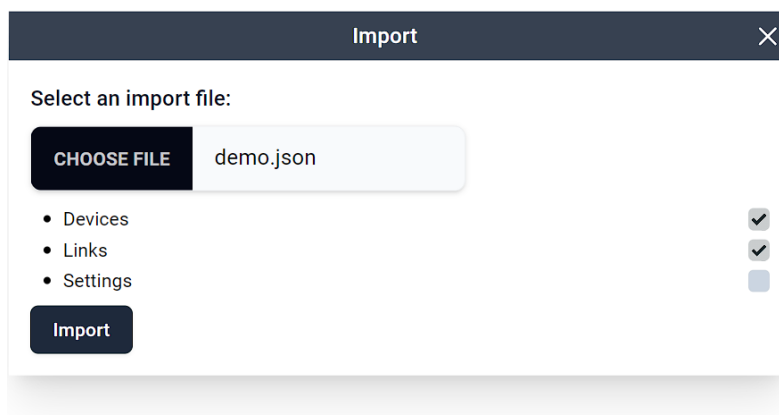 Import
Select an import file:
CHOOSE FILE demo.json
Devices
Links
Settings
Import